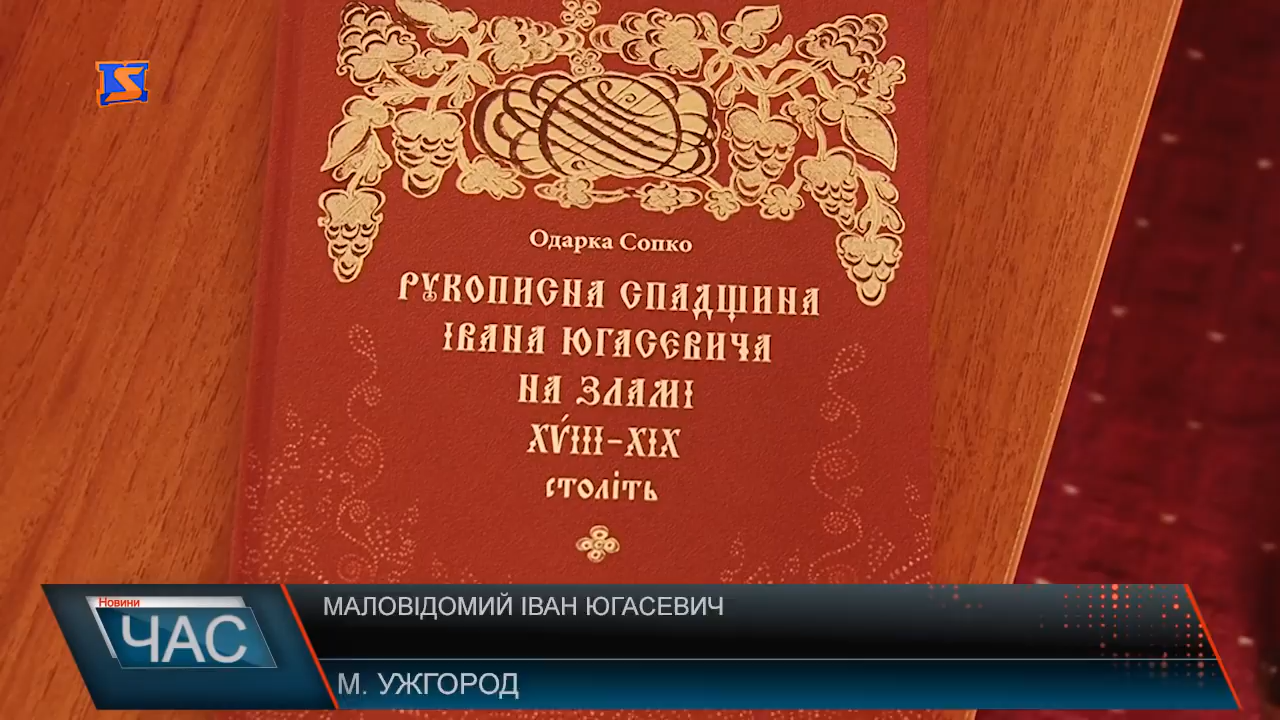 Одарка Сопко
РУКОПИСНА СПАДЩИНА
ІВАНА ЮГАСЕВИЧА
НА ЗЛАМІ
XVIII–XIX
століть
Новини
ЧАС
МАЛОВІДОМИЙ ІВАН ЮГАСЕВИЧ
М. УЖГОРОД